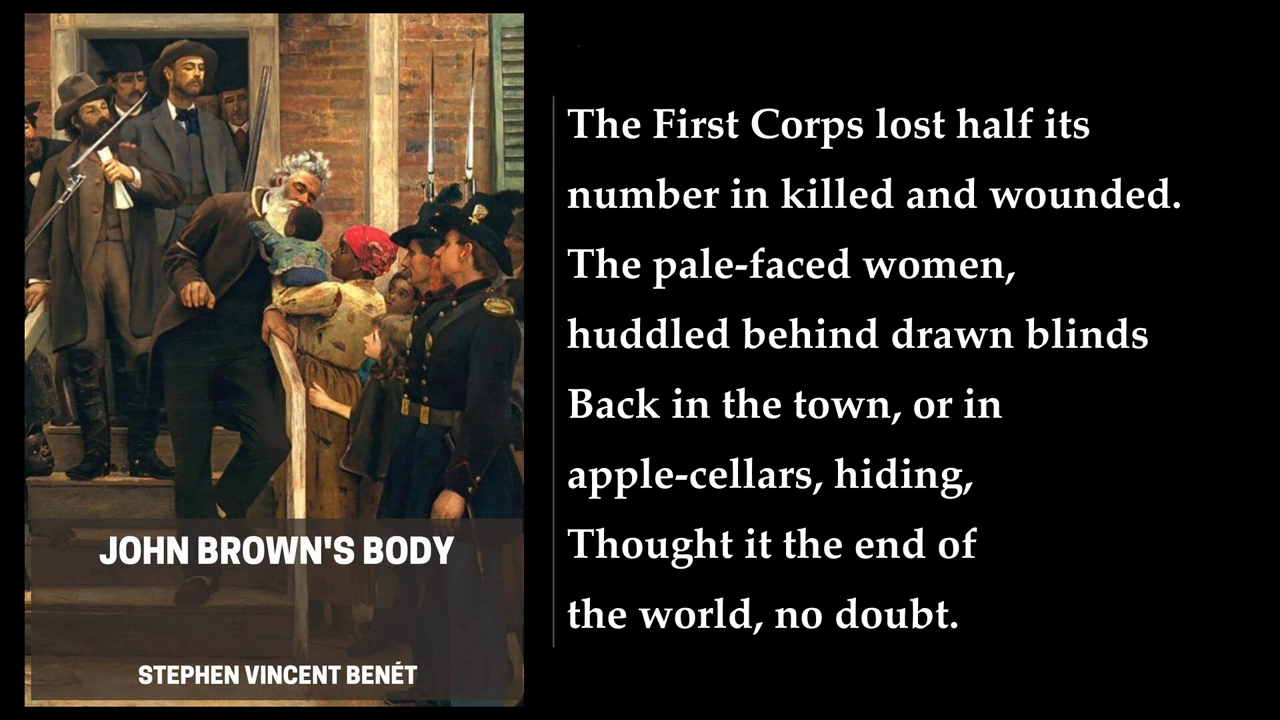 JOHN BROWN'S BODY
STEPHEN VINCENT BENÉT
The First Corps lost half its
number in killed and wounded.
The pale-faced women,
huddled behind drawn blinds
Back in the town, or in
apple-cellars, hiding,
Thought it the end of
the world, no doubt.